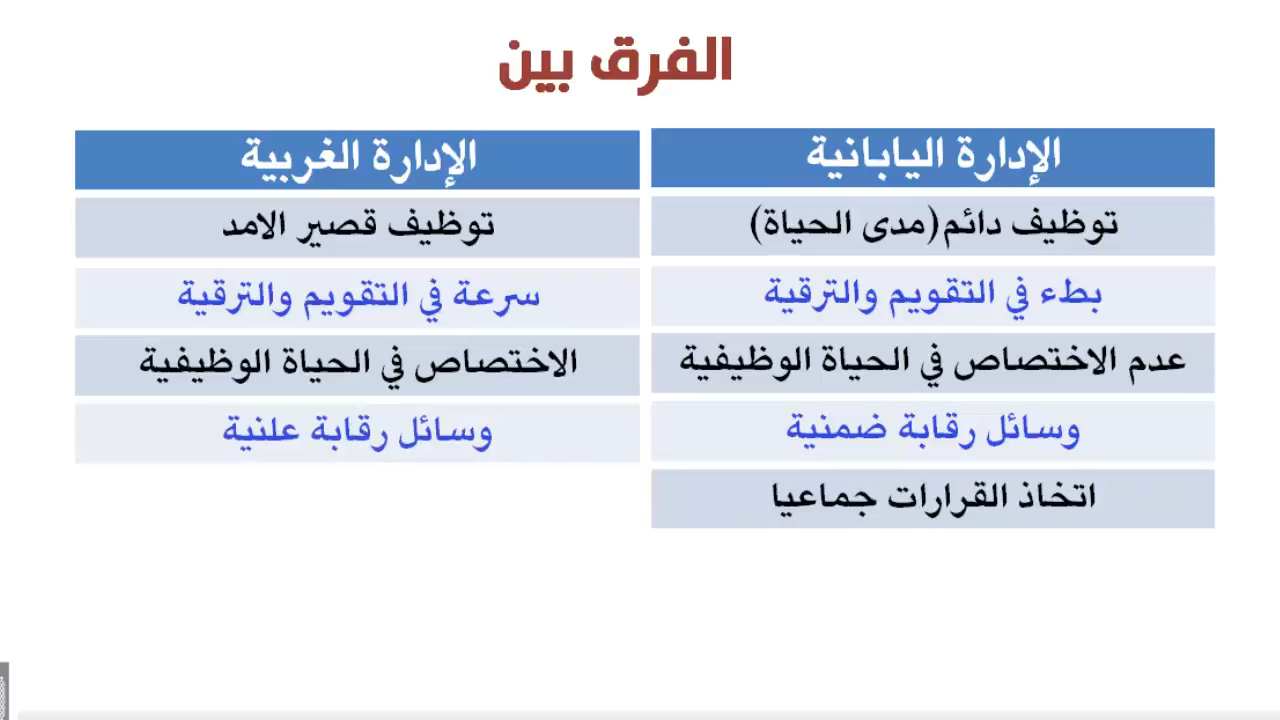 الفرق بين
الإدارة اليابانية
الإدارة الغربية
توظيف دائم(مدى الحياة)
توظيف قصير الامد
بطء في التقويم والترقية
سرعة في التقويم والترقية
عدم الاختصاص في الحياة الوظيفية
الاختصاص في الحياة الوظيفية
وسائل رقابة ضمنية
وسائل رقابة علنية
اتخاذ القرارات جماعيا